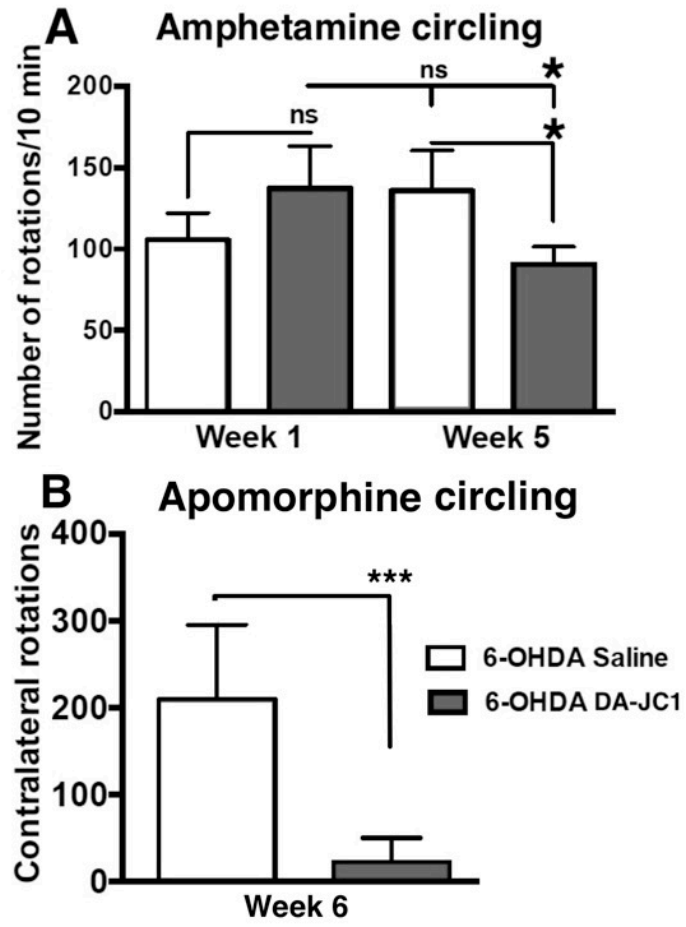 A
Amphetamine circling
Number of rotations/10 min
200
150
100
50
0
ns
ns
*
*
Week 1
Week 5
B
Apomorphine circling
Contralateral rotations
400
300
200
100
0
***
6-OHDA Saline
6-OHDA DA-JC1
Week 6